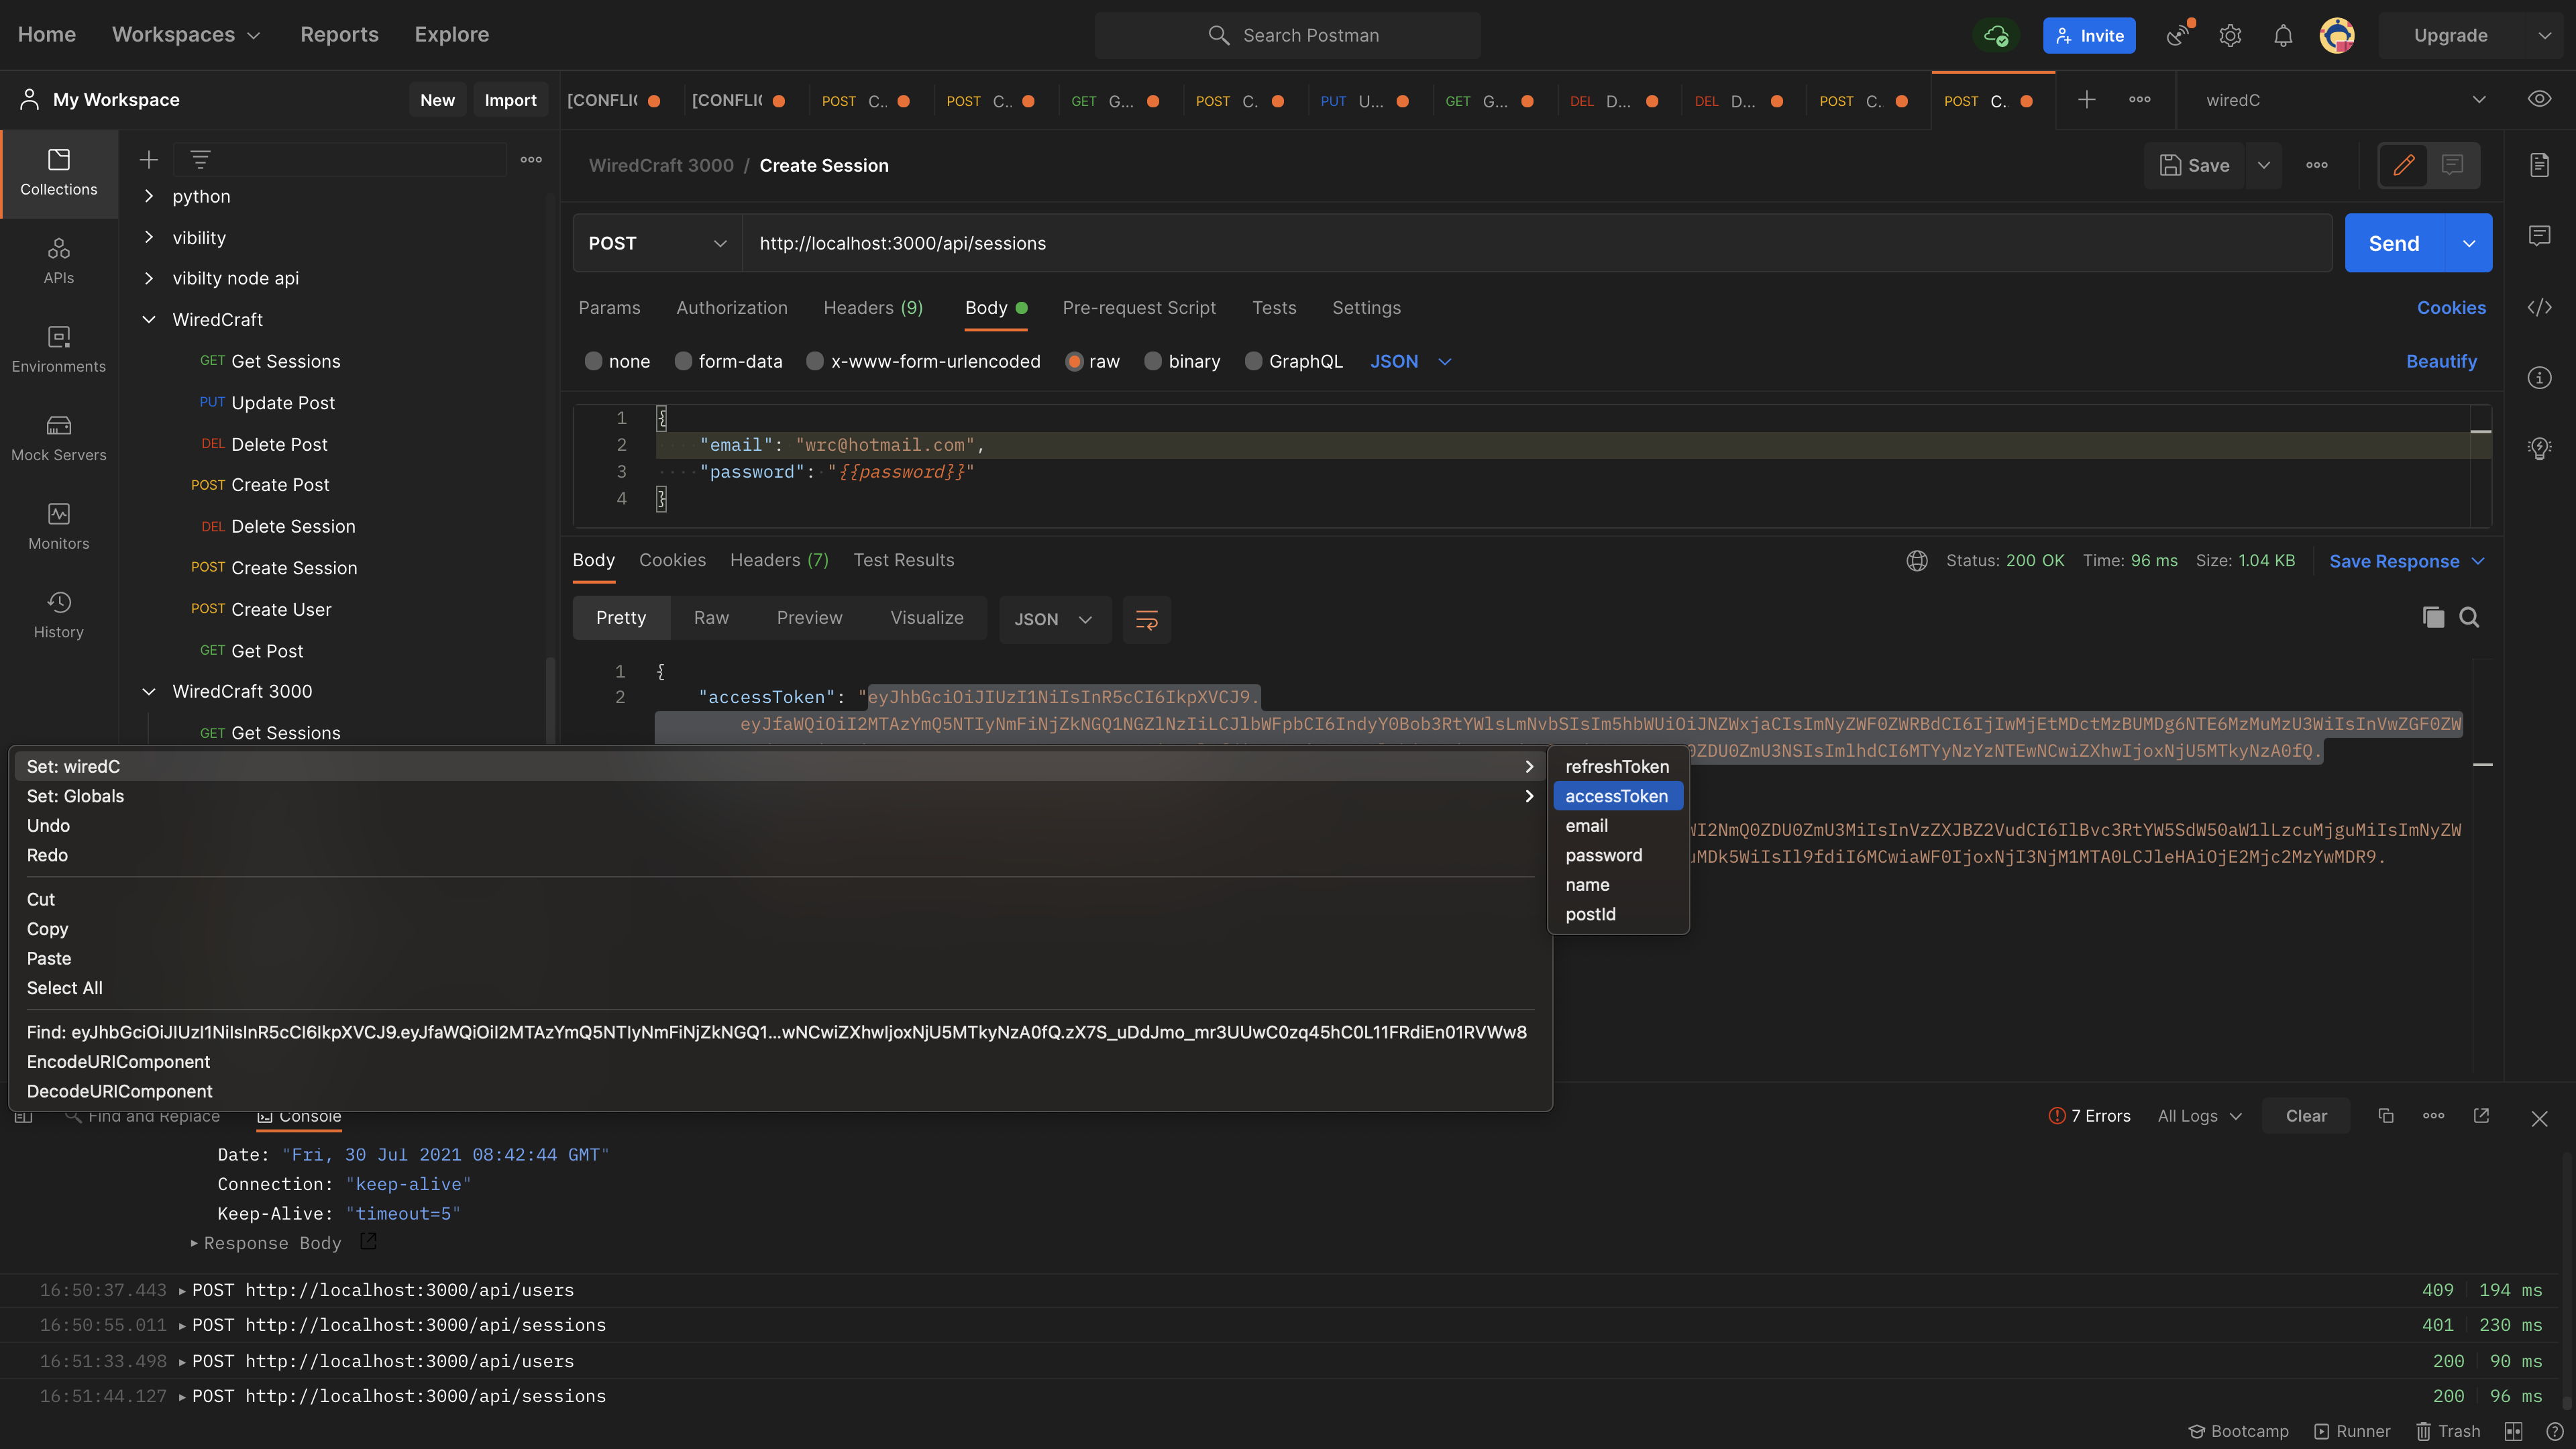 Home Workspaces Reports Explore Search Postman Invite Upgrade
My Workspace New Import
[CONFLIC [CONFLIC POST C.. POST C.. GET G... POST C. PUT U... GET G... DEL D... DEL D... POST C. POST C. wiredC
Collections
APIs
Environments
Mock Servers
Monitors
History
python
vibility
vibilty node api
WiredCraft
GET Get Sessions
PUT Update Post
DEL Delete Post
POST Create Post
DEL Delete Session
POST Create Session
POST Create User
GET Get Post
WiredCraft 3000
GET Get Sessions
WiredCraft 3000 / Create Session Save
POST http://localhost:3000/api/sessions Send
Params Authorization Headers (9) Body Pre-request Script Tests Settings Cookies
none form-data x-www-form-urlencoded raw binary GraphQL JSON Beautify
1 {
2 "email": "wrc@hotmail.com",
3 "password": "{{password}}"
4 }
Body Cookies Headers (7) Test Results Status: 200 OK Time: 96 ms Size: 1.04 KB Save Response
Pretty Raw Preview Visualize JSON
1 {
2 "accessToken": "eyJhbGciOiJIUzI1NiIsInR5cCI6IkpXVCJ9.
eyJfaWQiOiI2MTAzYmQ5NTIyNmFiNjZkNGQ1NGZlNzIiLCJlbWFpbCI6IndyY0Bob3RtYWlsLmNvbSIsIm5hbWUiOiJNZWxjaCIsImNyZWF0ZWRBdCI6IjIwMjEtMDctMzBUMDg6NTE6MzMuMzU3WiIsInVwZGF0ZW
0ZDU0ZmU3NSIsImlhdCI6MTYyNzYzNTEwNCwiZXhwIjoxNjU5MTkyNzA0fQ.
WI2NmQ0ZDU0ZmU3MiIsInVzZXJBZ2VudCI6IlBvc3RtYW5SdW50aW1lLzcuMjguMiIsImNyZW
uMDk5WiIsIl9fdiI6MCwiaWF0IjoxNjI3NjM1MTA0LCJleHAiOjE2Mjc2MzYwMDR9.
Set: wiredC
Set: Globals
Undo
Redo
Cut
Copy
Paste
Select All
Find: eyJhbGciOiJIUzI1NiIsInR5cCI6IkpXVCJ9.eyJfaWQiOiI2MTAzYmQ5NTIyNmFiNjZkNGQ1...wNCwiZXhwIjoxNjU5MTkyNzA0fQ.zX7S_uDdJmo_mr3UUwC0zq45hC0L11FRdiEn01RVWw8
EncodeURIComponent
DecodeURIComponent
refreshToken
accessToken
email
password
name
postId
Find and Replace Console 7 Errors All Logs Clear
Date: "Fri, 30 Jul 2021 08:42:44 GMT"
Connection: "keep-alive"
Keep-Alive: "timeout=5"
Response Body
16:50:37.443 POST http://localhost:3000/api/users 409 194 ms
16:50:55.011 POST http://localhost:3000/api/sessions 401 230 ms
16:51:33.498 POST http://localhost:3000/api/users 200 90 ms
16:51:44.127 POST http://localhost:3000/api/sessions 200 96 ms
Bootcamp Runner Trash